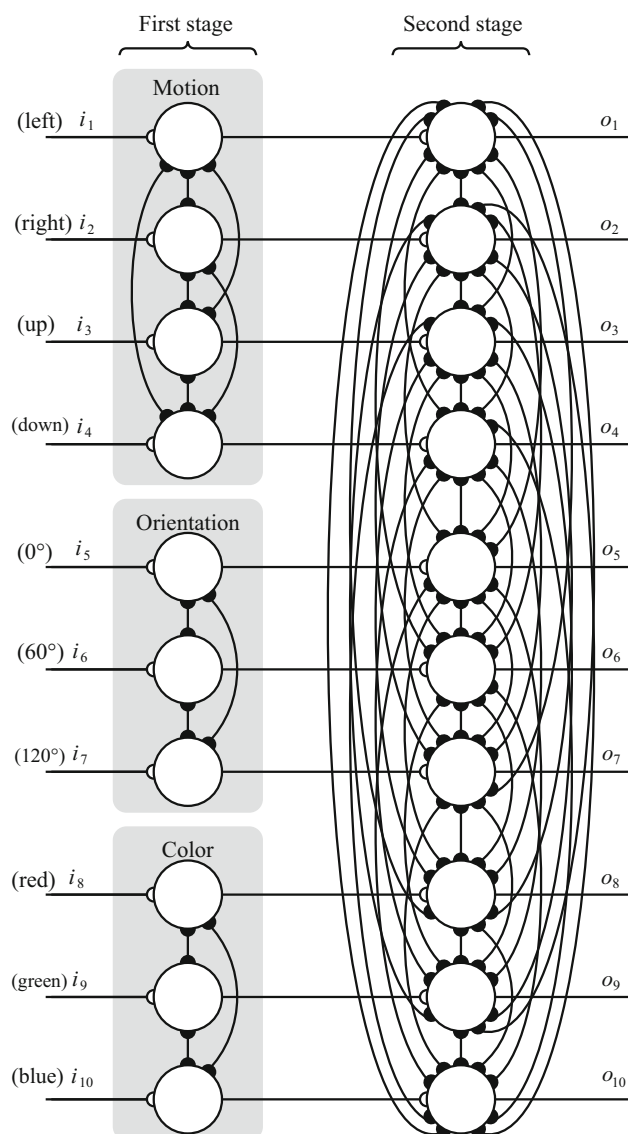 First stage Second stage
Motion
(left) i1 o1
(right) i2 o2
(up) i3 o3
(down) i4 o4
Orientation
(0°) i5 o5
(60°) i6 o6
(120°) i7 o7
Color
(red) i8 o8
(green) i9 o9
(blue) i10 o10